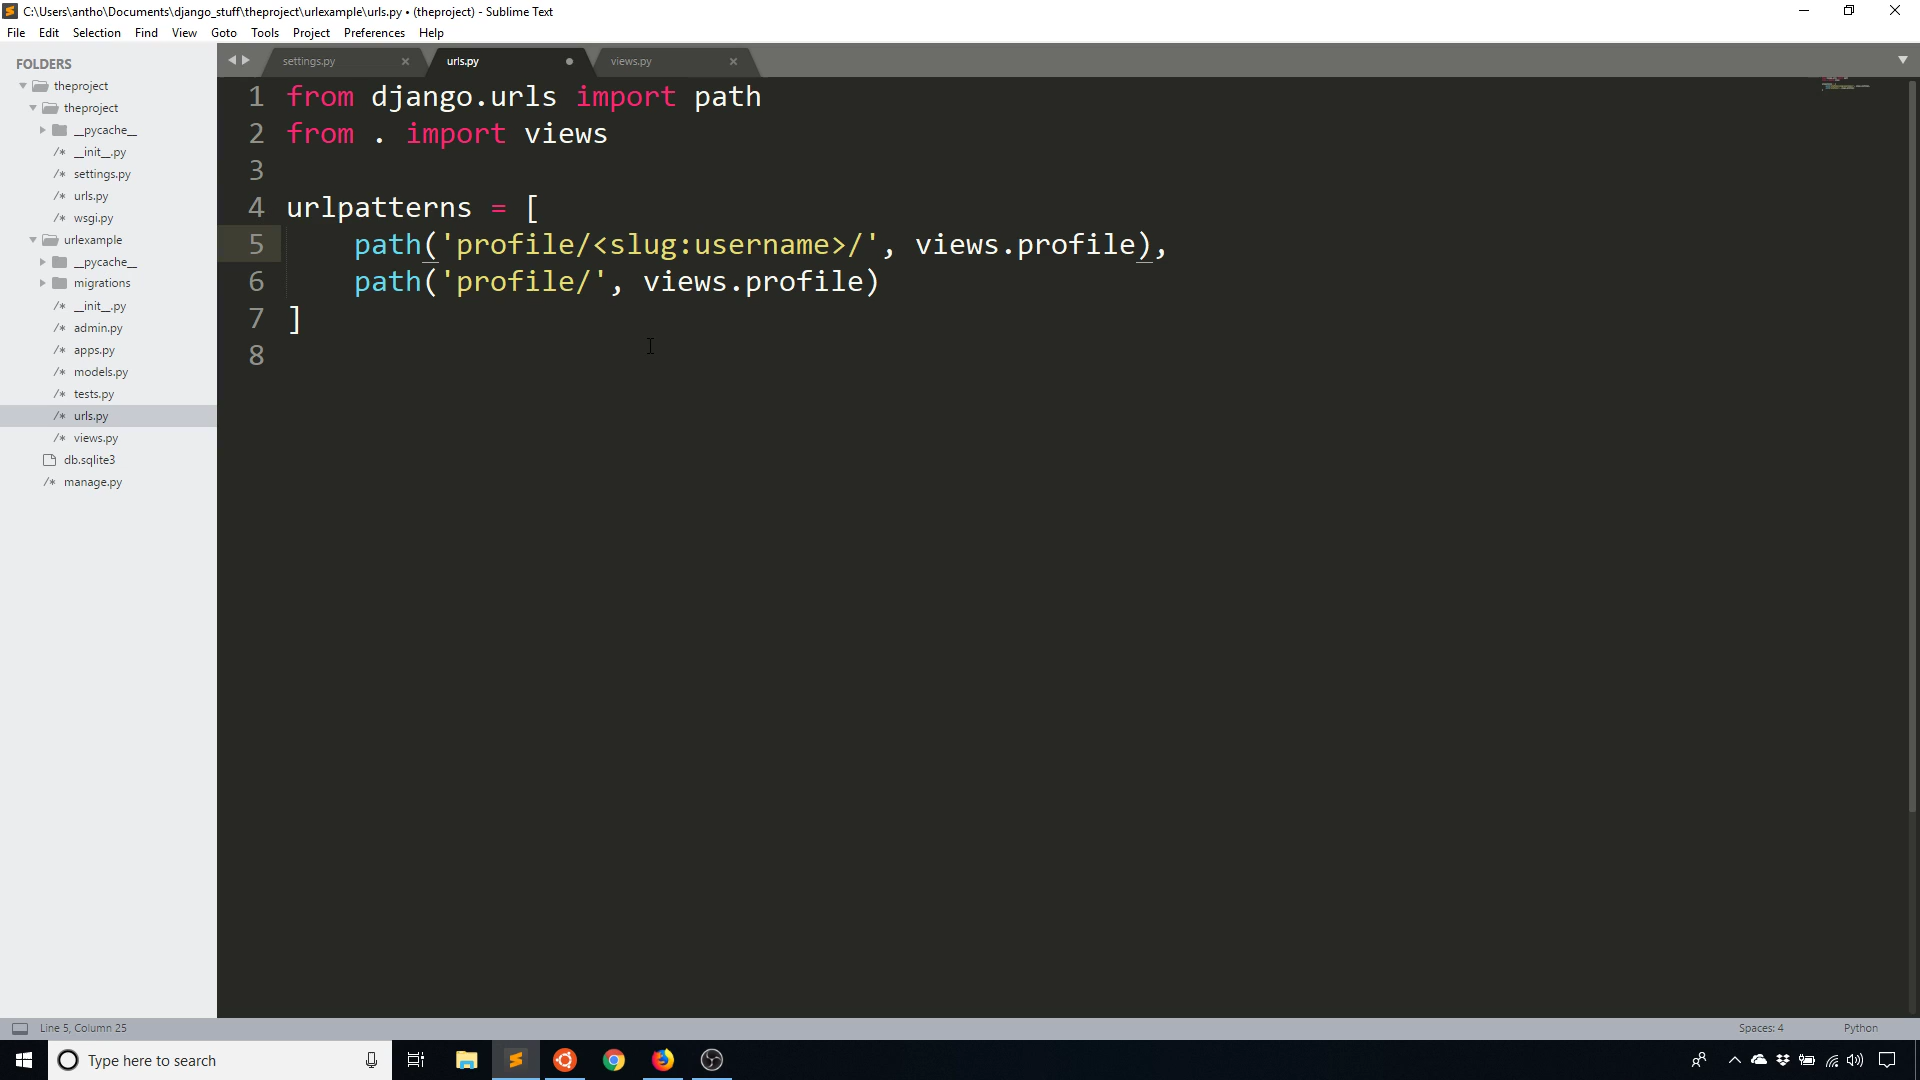 C:\Users\antho\Documents\django_stuff\theproject\urlexample\urls.py • (theproject) - Sublime Text
File Edit Selection Find View Goto Tools Project Preferences Help
FOLDERS
theproject
theproject
__pycache__
/* __init__.py
/* settings.py
/* urls.py
/* wsgi.py
urlexample
__pycache__
migrations
/* __init__.py
/* admin.py
/* apps.py
/* models.py
/* tests.py
/* urls.py
/* views.py
db.sqlite3
/* manage.py
settings.py urls.py views.py
1 from django.urls import path
2 from . import views
3
4 urlpatterns = [
5 path('profile/<slug:username>/', views.profile),
6 path('profile/', views.profile)
7 ]
8
Line 5, Column 25 Spaces: 4 Python
Type here to search